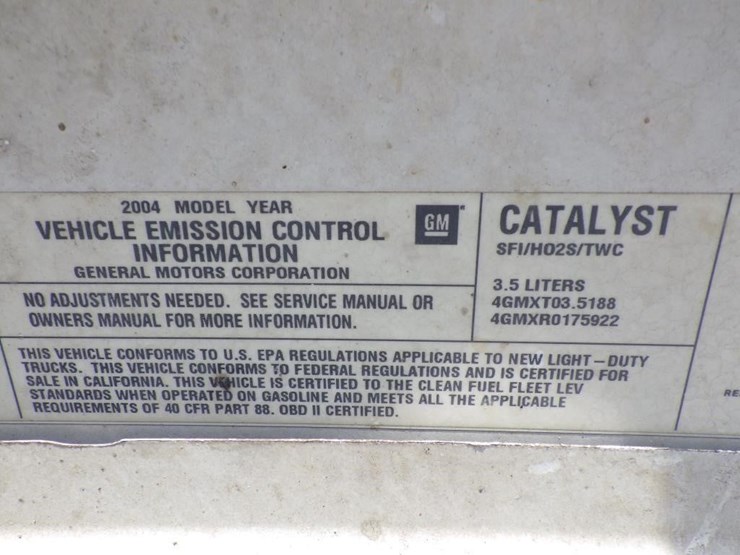 2004 MODEL YEAR
VEHICLE EMISSION CONTROL
INFORMATION
GENERAL MOTORS CORPORATION
GM
NO ADJUSTMENTS NEEDED. SEE SERVICE MANUAL OR
OWNERS MANUAL FOR MORE INFORMATION.
CATALYST
SFI/HO2S/TWC
3.5 LITERS
4GMXT03.5188
4GMXR0175922
THIS VEHICLE CONFORMS TO U.S. EPA REGULATIONS APPLICABLE TO NEW LIGHT-DUTY
TRUCKS. THIS VEHICLE CONFORMS TO FEDERAL REGULATIONS AND IS CERTIFIED FOR
SALE IN CALIFORNIA. THIS VEHICLE IS CERTIFIED TO THE CLEAN FUEL FLEET LEV
STANDARDS WHEN OPERATED ON GASOLINE AND MEETS ALL THE APPLICABLE
REQUIREMENTS OF 40 CFR PART 88. OBD II CERTIFIED.